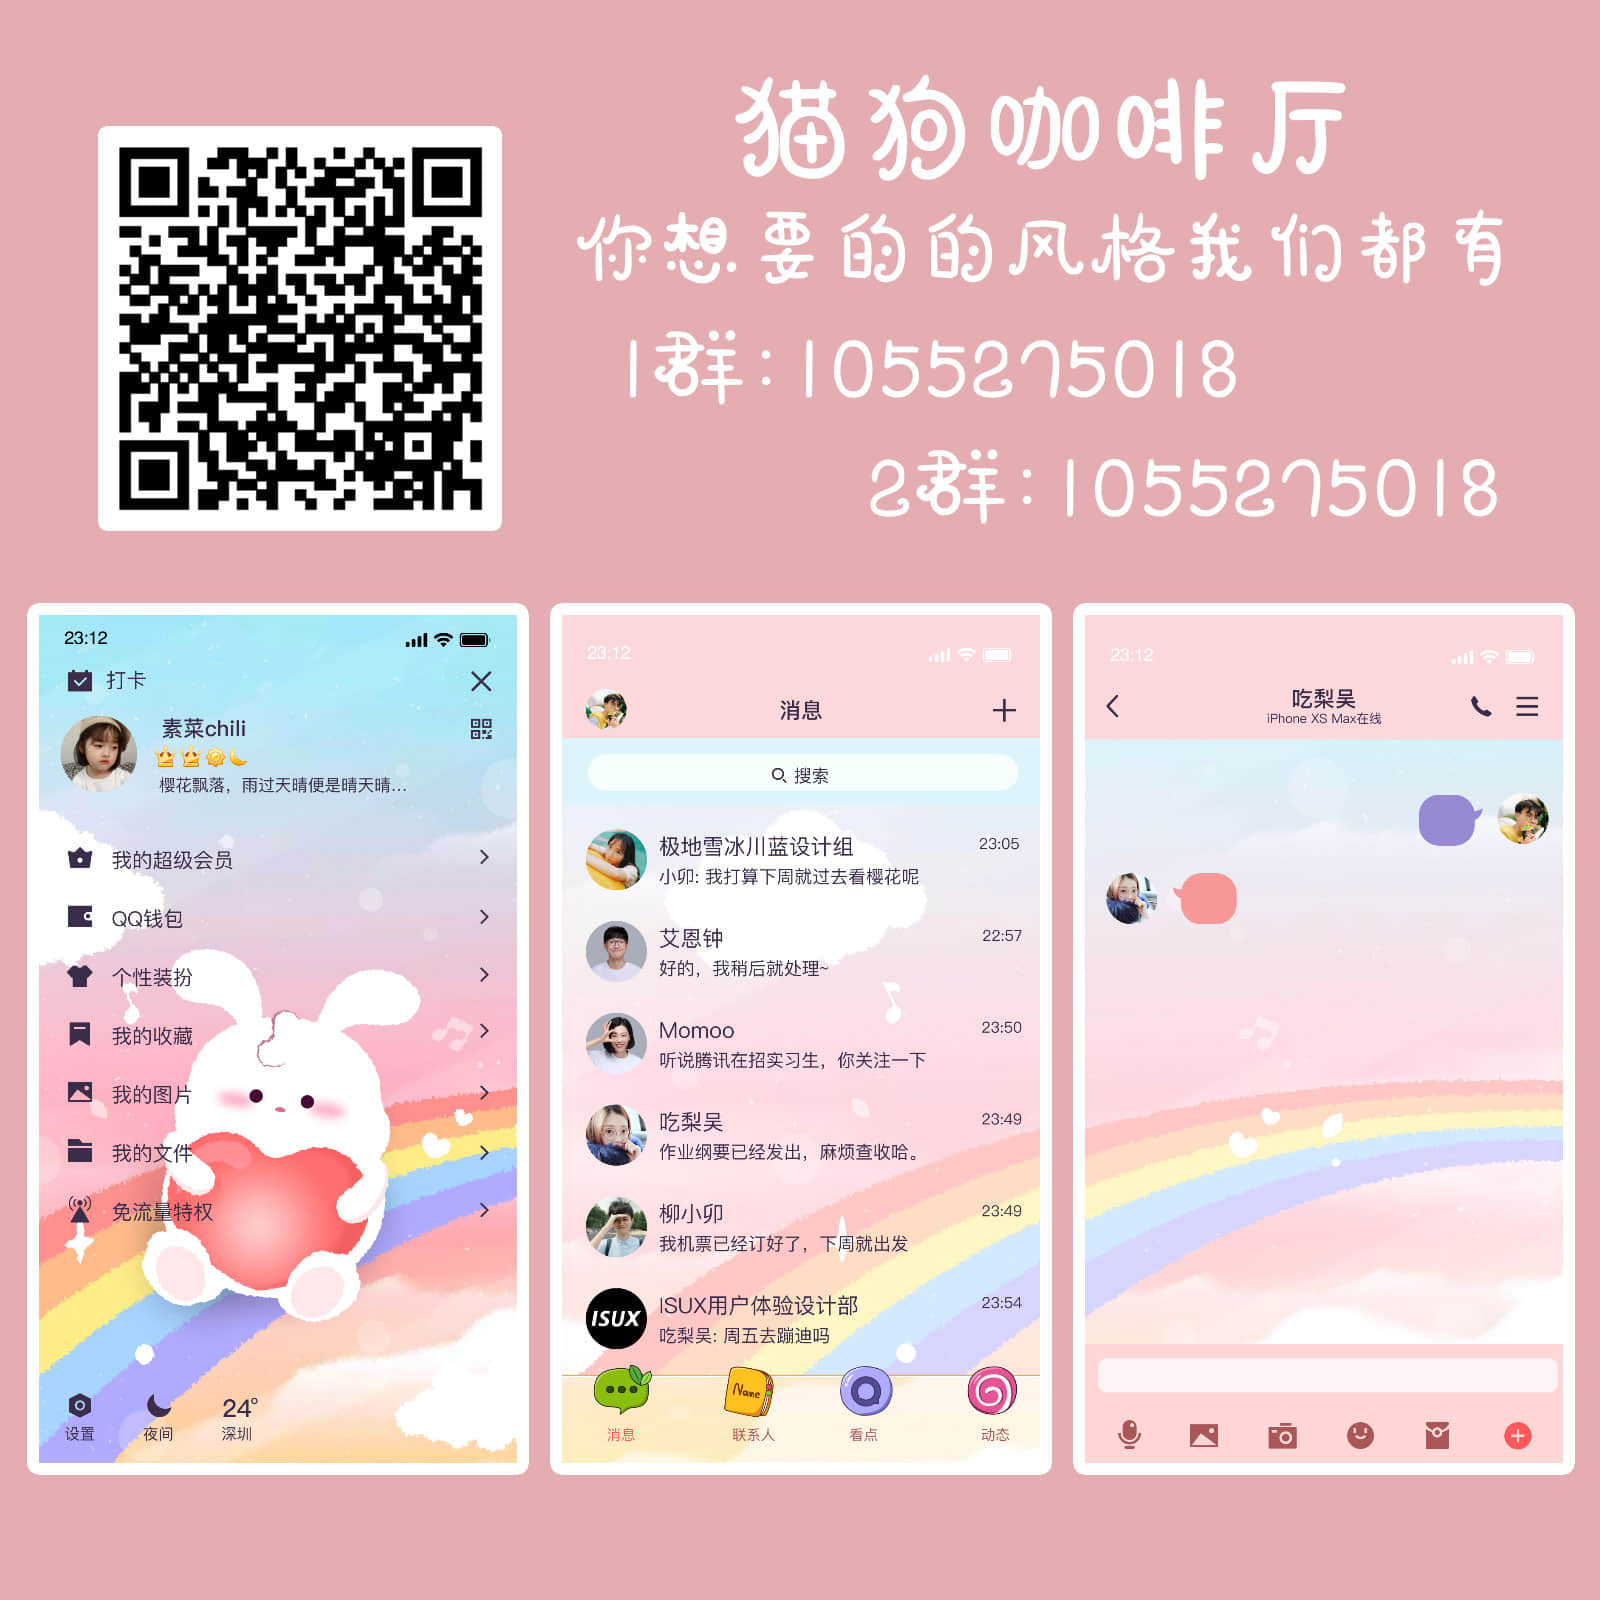 猫狗咖啡厅
你想要的的风格我们都有
1群:1055275018
2群:1055275018
23:12
打卡
素菜chili
樱花飘落，雨过天晴便是晴天晴...
我的超级会员
QQ钱包
个性装扮
我的收藏
我的图片
我的文件
免流量特权
24°
设置 夜间 深圳
23:12
消息
搜索
极地雪冰川蓝设计组 23:05
小卯: 我打算下周就过去看樱花呢
艾恩钟 22:57
好的，我稍后就处理~
Momoo 23:50
听说腾讯在招实习生，你关注一下
吃梨吴 23:49
作业纲要已经发出，麻烦查收哈。
柳小卯 23:49
我机票已经订好了，下周就出发
ISUX
ISUX用户体验设计部 23:54
吃梨吴: 周五去蹦迪吗
Name
消息 联系人 看点 动态
23:12
吃梨吴
iPhone XS Max在线